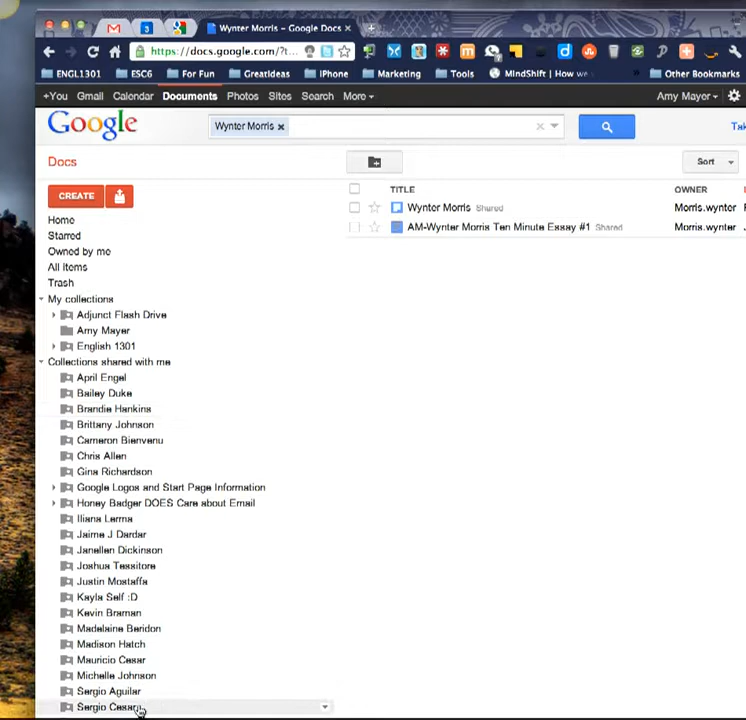 3 Wynter Morris – Google Docs
https://docs.google.com/?t...
ENGL1301 ESC6 For Fun GreatIdeas iPhone Marketing Tools MindShift | How we Other Bookmarks
+You Gmail Calendar Documents Photos Sites Search More Amy Mayer
Google Wynter Morris
Docs Sort
CREATE TITLE OWNER
Wynter Morris Shared Morris.wynter
AM-Wynter Morris Ten Minute Essay #1 Shared Morris.wynter
Home
Starred
Owned by me
All items
Trash
My collections
Adjunct Flash Drive
Amy Mayer
English 1301
Collections shared with me
April Engel
Bailey Duke
Brandie Hankins
Brittany Johnson
Cameron Bienvenu
Chris Allen
Gina Richardson
Google Logos and Start Page Information
Honey Badger DOES Care about Email
Iliana Lerma
Jaime J Dardar
Janellen Dickinson
Joshua Tessitore
Justin Mostaffa
Kayla Self :D
Kevin Braman
Madelaine Beridon
Madison Hatch
Mauricio Cesar
Michelle Johnson
Sergio Aguilar
Sergio